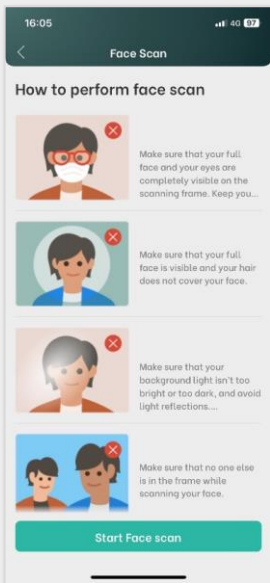 16:05
4G 97
Face Scan
How to perform face scan
Make sure that your full
face and your eyes are
completely visible on the
scanning frame. Keep you...
Make sure that your full
face is visible and your hair
does not cover your face.
Make sure that your
background light isn't too
bright or too dark, and avoid
light reflections....
Make sure that no one else
is in the frame while
scanning your face.
Start Face scan